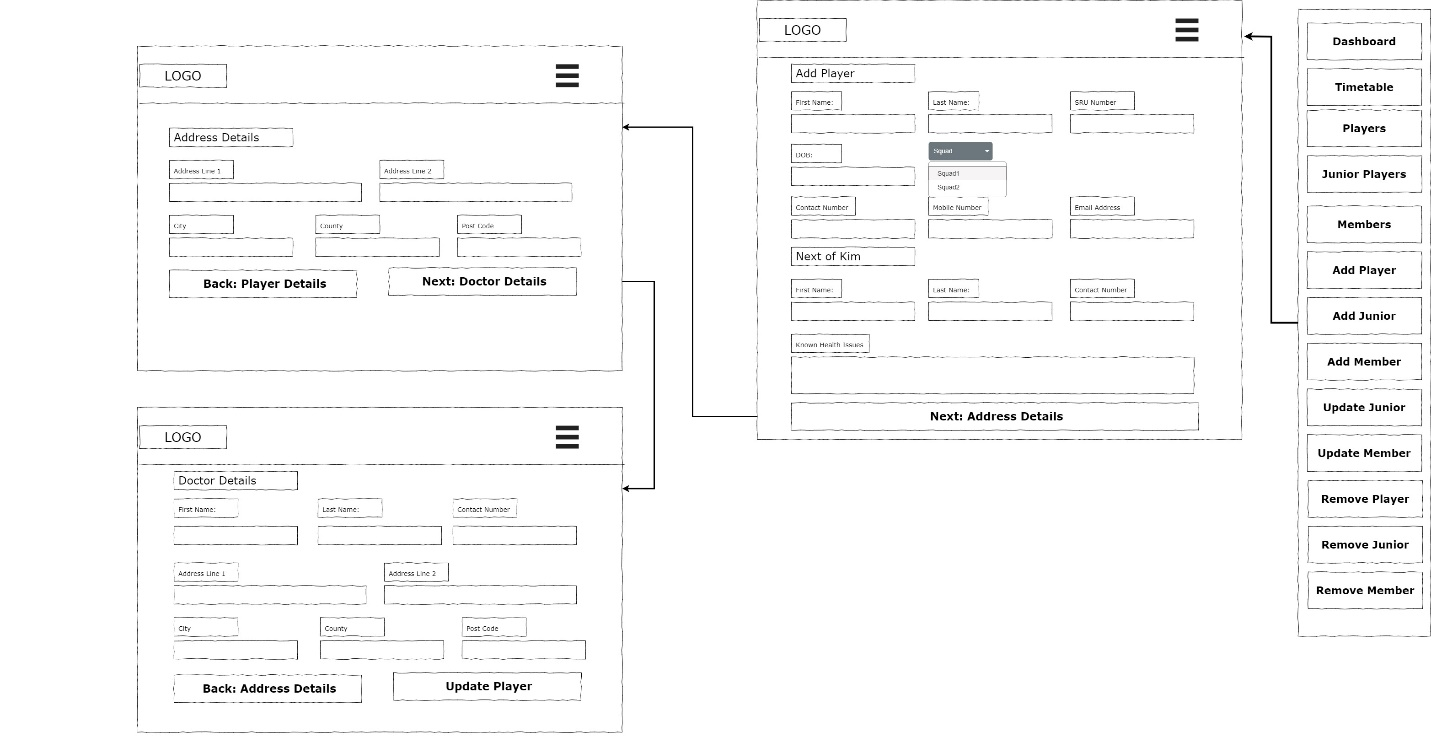 LOGO
Address Details
Address Line 1
Address Line 2
City
County
Post Code
Back: Player Details
Next: Doctor Details
LOGO
Doctor Details
First Name:
Last Name:
Contact Number
Address Line 1
Address Line 2
City
County
Post Code
Back: Address Details
Update Player
LOGO
Add Player
First Name:
Last Name:
SRU Number
DOB:
Squad
Squad1
Squad2
Contact Number
Mobile Number
Email Address
Next of Kim
First Name:
Last Name:
Contact Number
Known Health Issues
Next: Address Details
Dashboard
Timetable
Players
Junior Players
Members
Add Player
Add Junior
Add Member
Update Junior
Update Member
Remove Player
Remove Junior
Remove Member